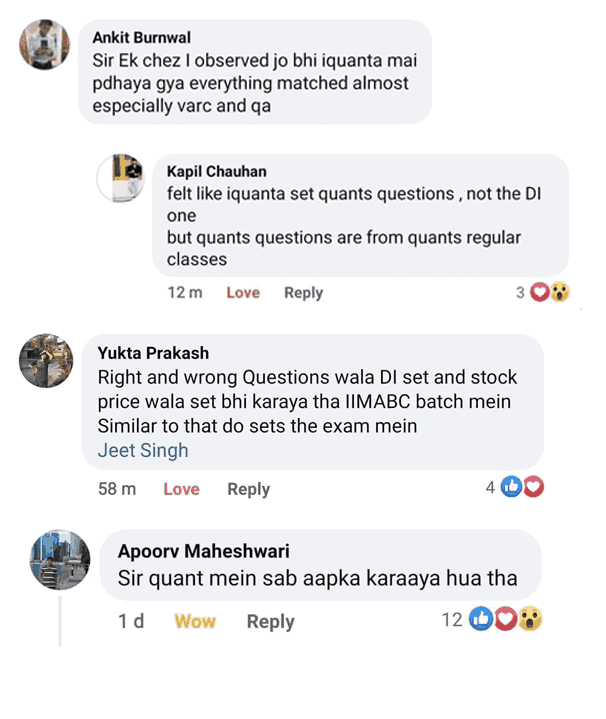 Ankit Burnwal
Sir Ek chez I observed jo bhi iquanta mai
pdhaya gya everything matched almost
especially varc and qa
Kapil Chauhan
felt like iquanta set quants questions , not the DI
one
but quants questions are from quants regular
classes
12 m Love Reply 3
Yukta Prakash
Right and wrong Questions wala DI set and stock
price wala set bhi karaya tha IIMABC batch mein
Similar to that do sets the exam mein
Jeet Singh
58 m Love Reply 4
Apoorv Maheshwari
Sir quant mein sab aapka karaaya hua tha
1 d Wow Reply 12